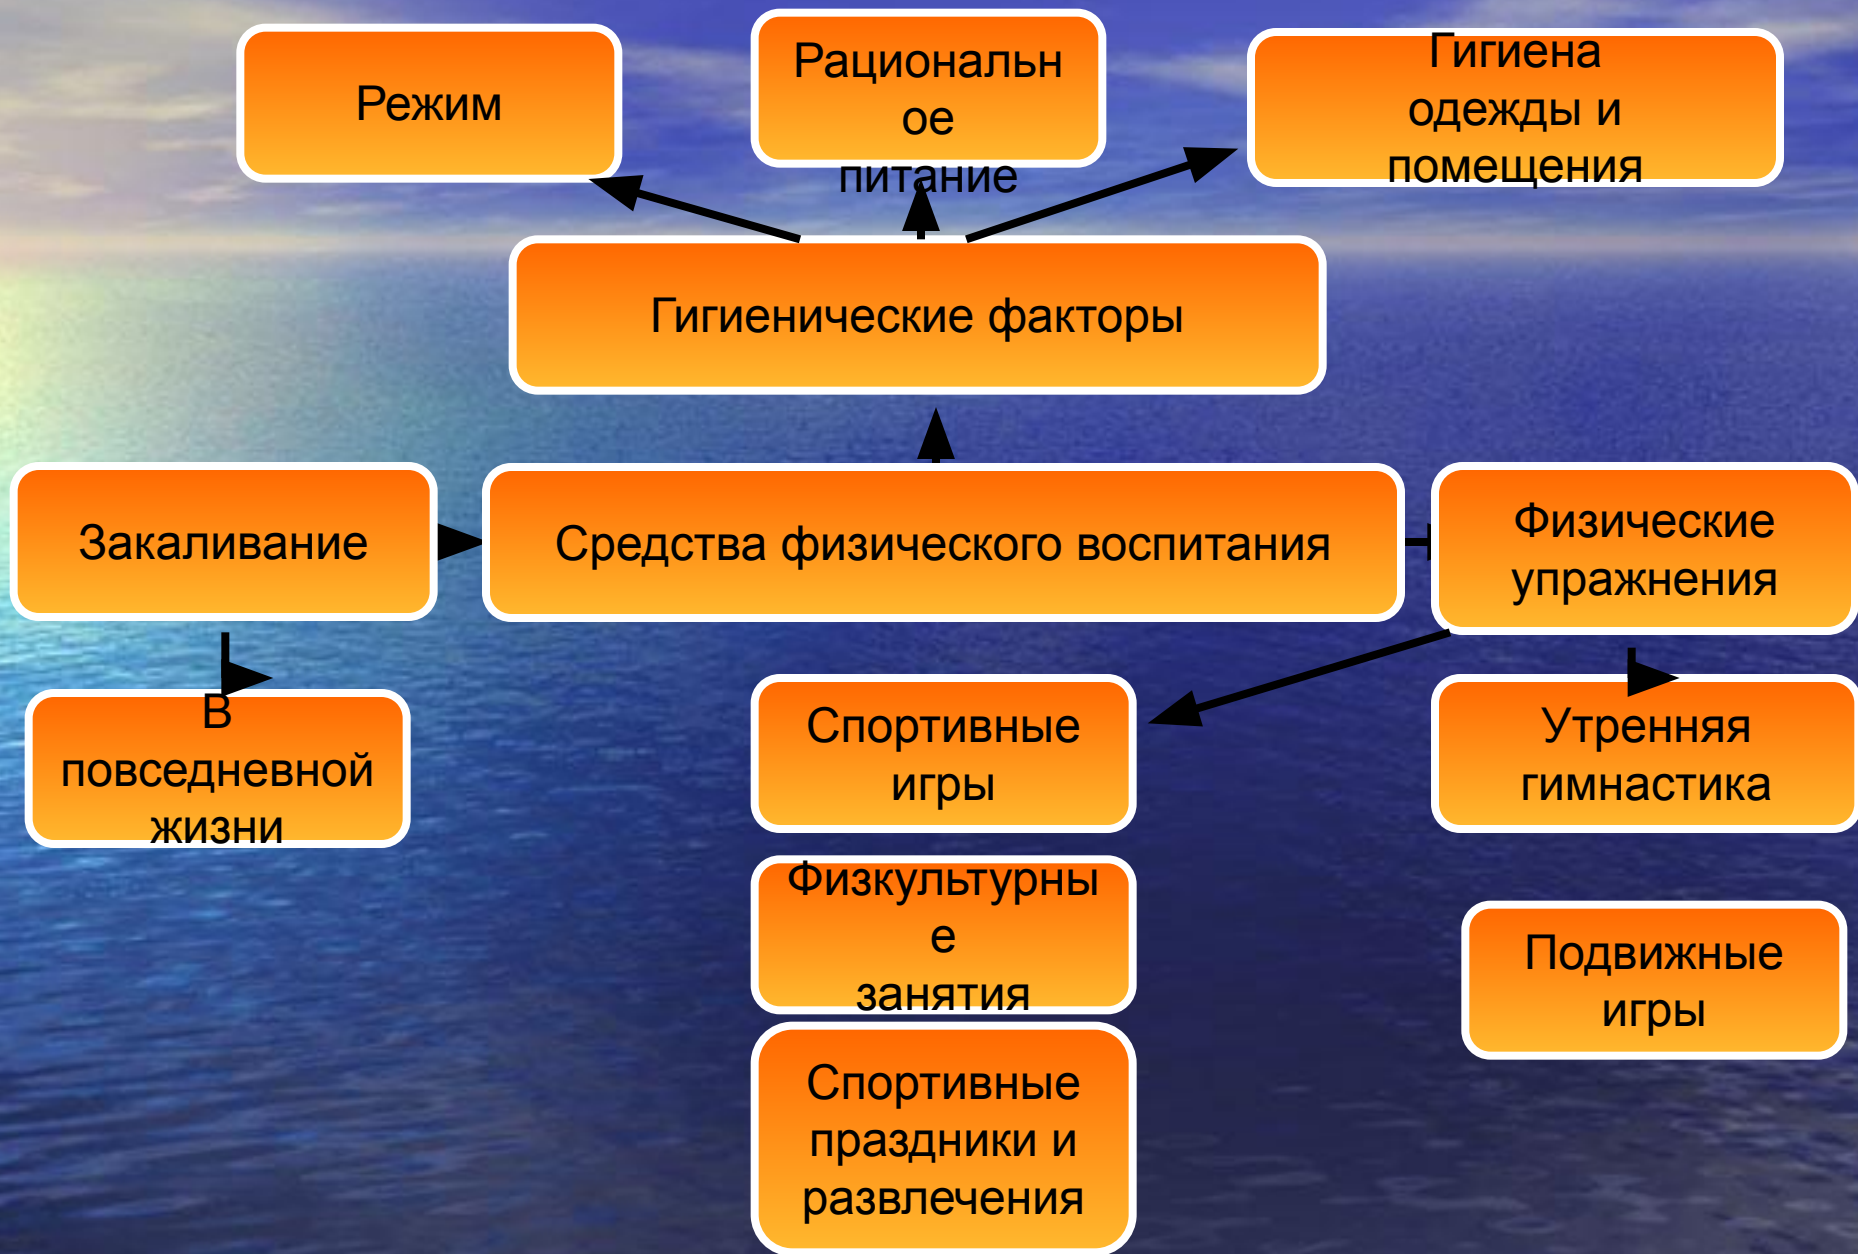 Режим
Рациональн
ое
питание
Гигиена
одежды и
помещения
Гигиенические факторы
Закаливание
Средства физического воспитания
Физические
упражнения
В
повседневной
жизни
Спортивные
игры
Утренняя
гимнастика
Физкультурны
е
занятия
Подвижные
игры
Спортивные
праздники и
развлечения